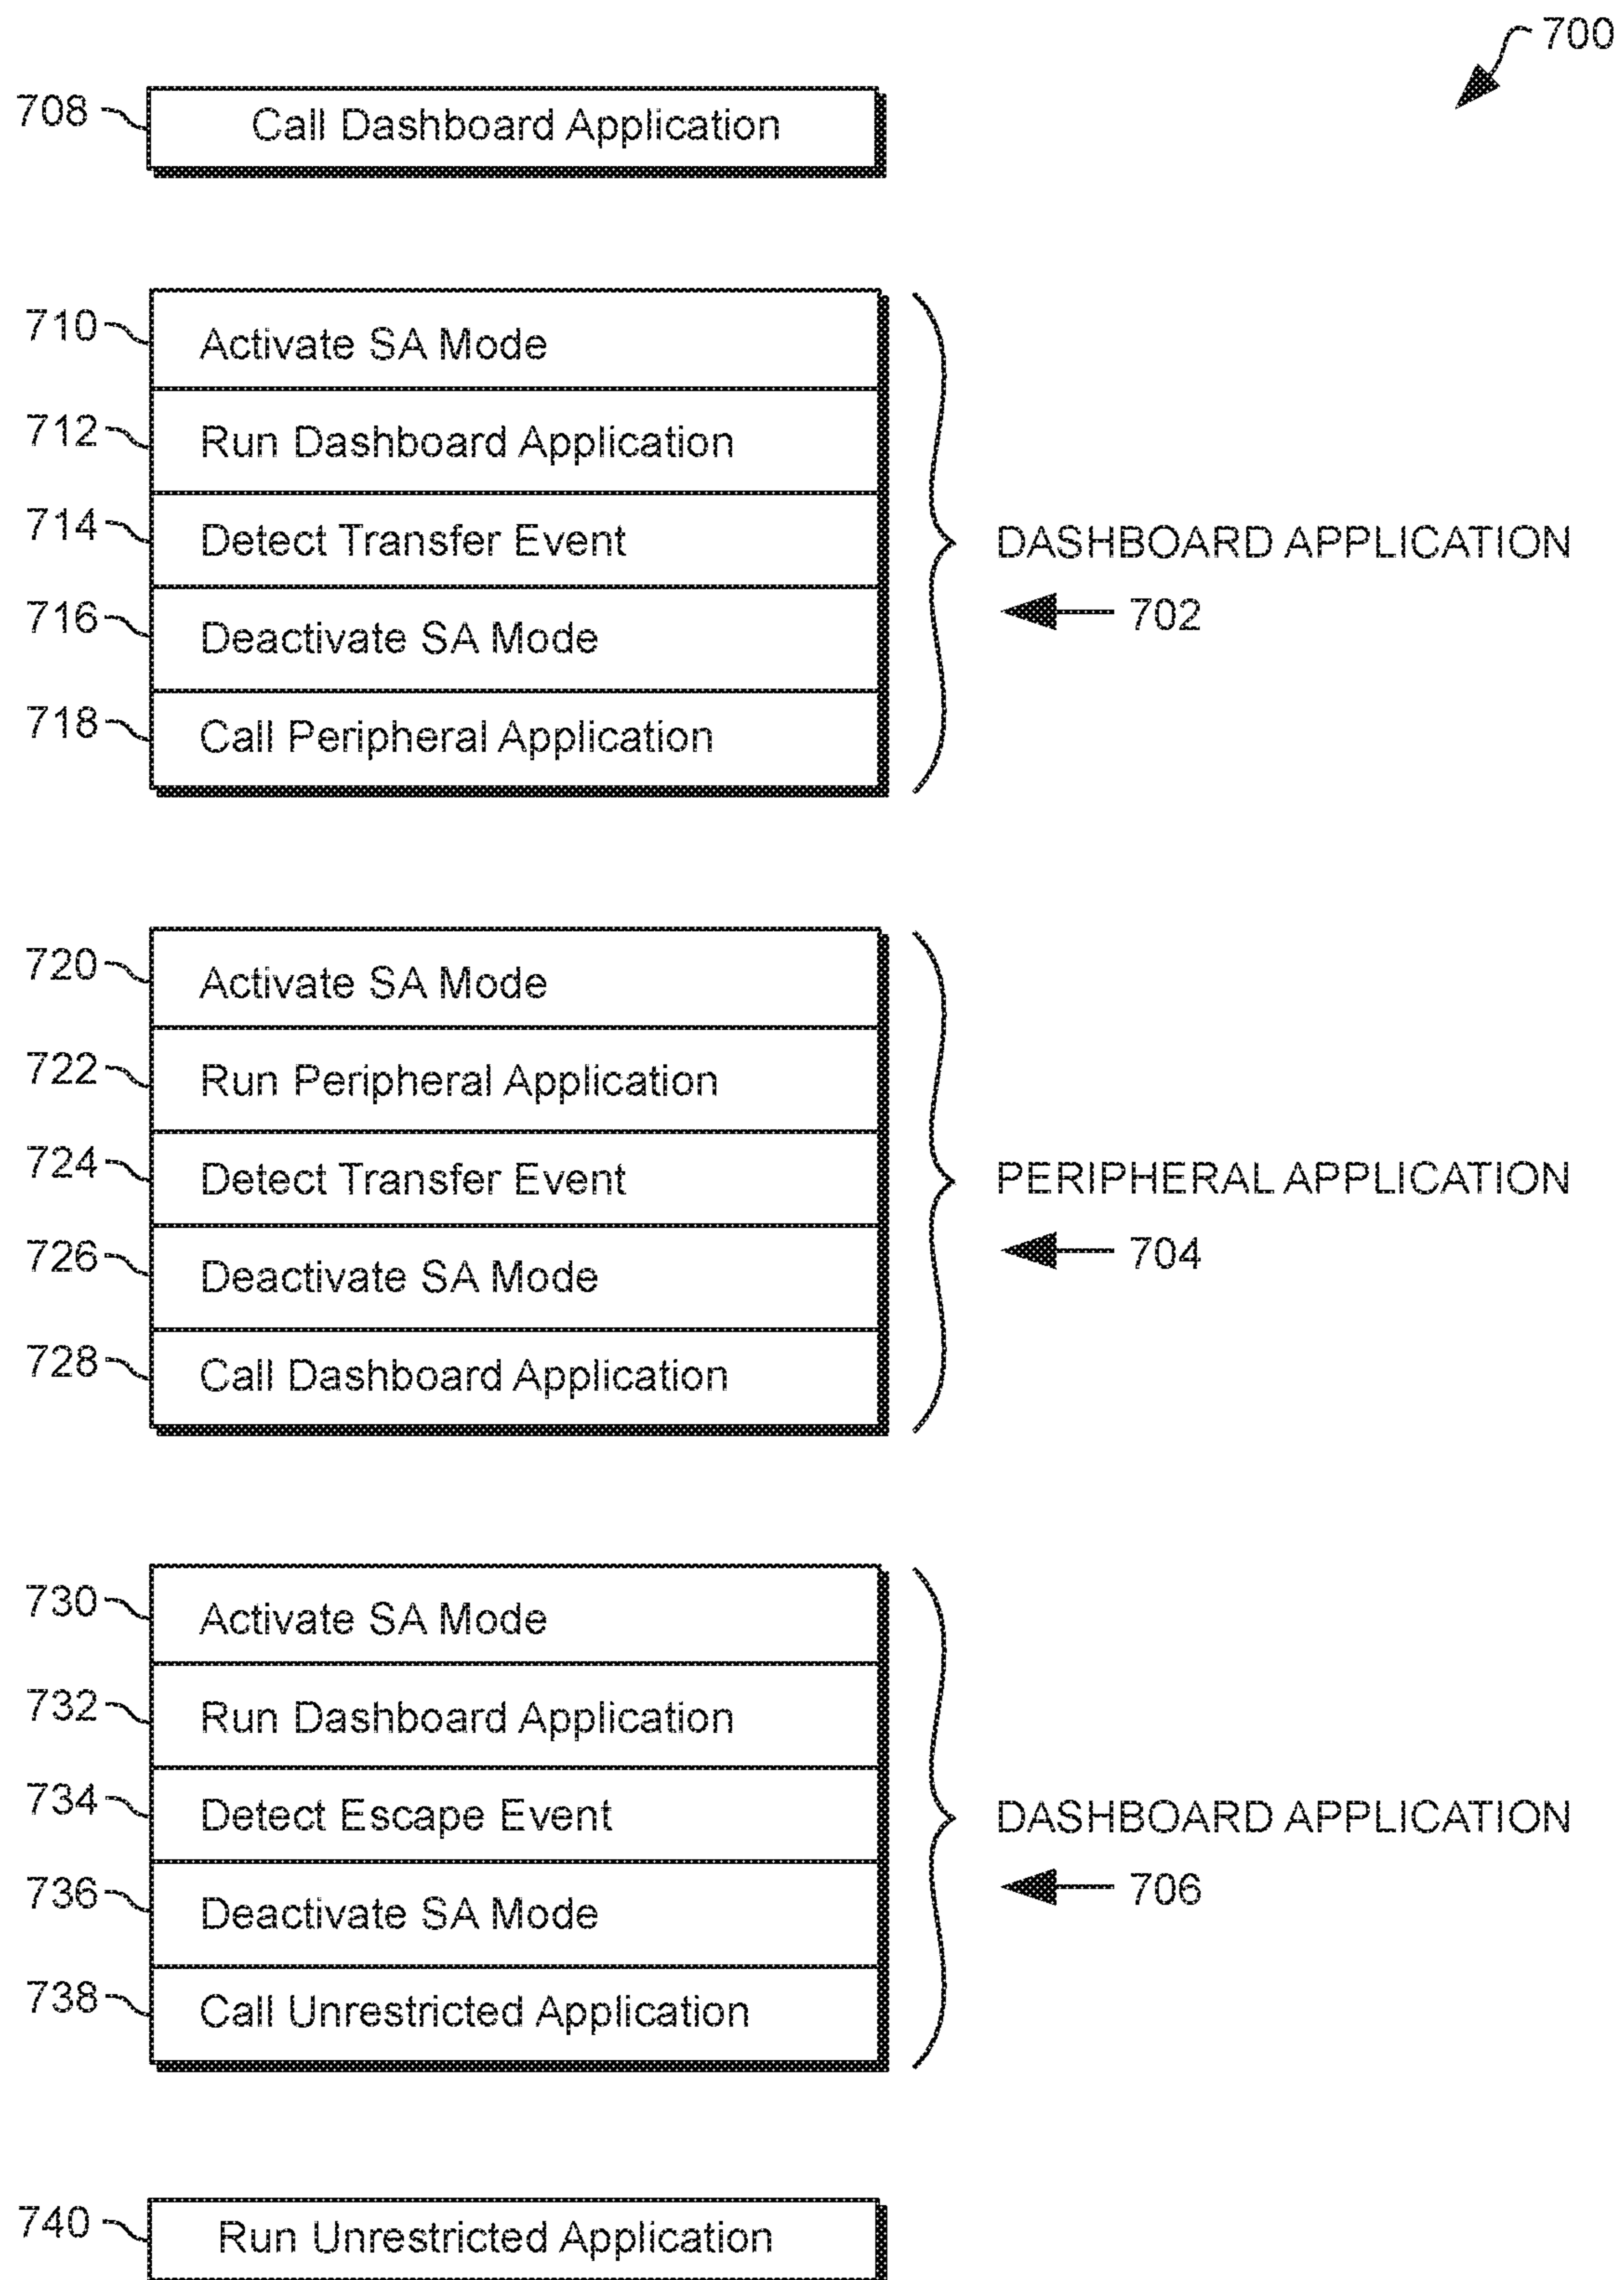 700
708 Call Dashboard Application
710 Activate SA Mode
712 Run Dashboard Application
714 Detect Transfer Event
DASHBOARD APPLICATION
702
716 Deactivate SA Mode
718 Call Peripheral Application
720 Activate SA Mode
722 Run Peripheral Application
724 Detect Transfer Event
PERIPHERAL APPLICATION
704
726 Deactivate SA Mode
728 Call Dashboard Application
730 Activate SA Mode
732 Run Dashboard Application
734 Detect Escape Event
DASHBOARD APPLICATION
706
736 Deactivate SA Mode
738 Call Unrestricted Application
740 Run Unrestricted Application